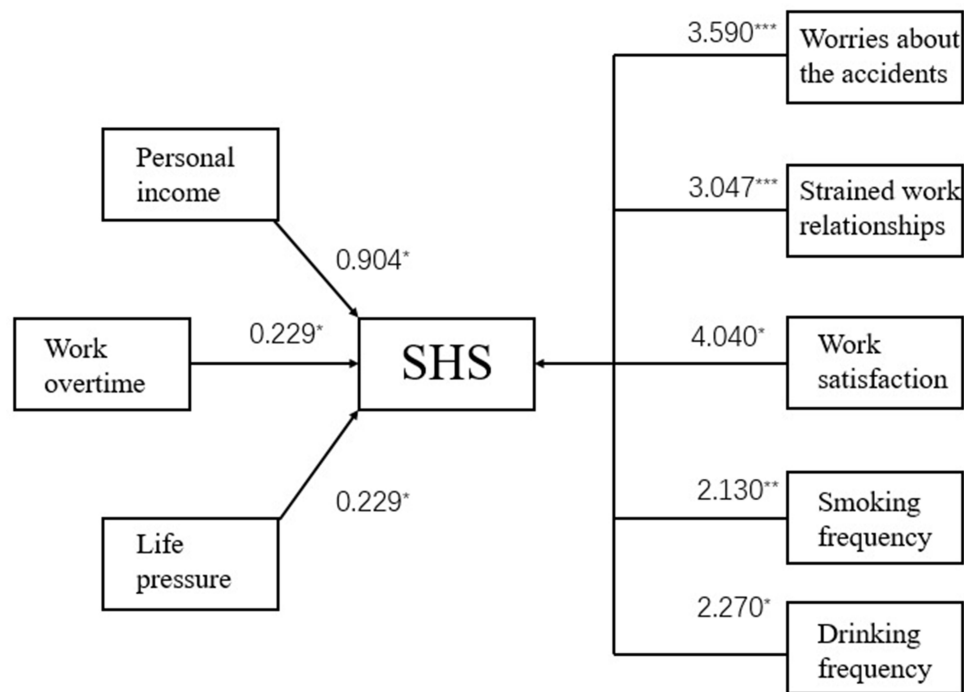 Personal
income
0.904*
Work
overtime
0.229*
Life
pressure
0.229*
SHS
3.590***
Worries about
the accidents
3.047***
Strained work
relationships
4.040*
Work
satisfaction
2.130**
Smoking
frequency
2.270*
Drinking
frequency